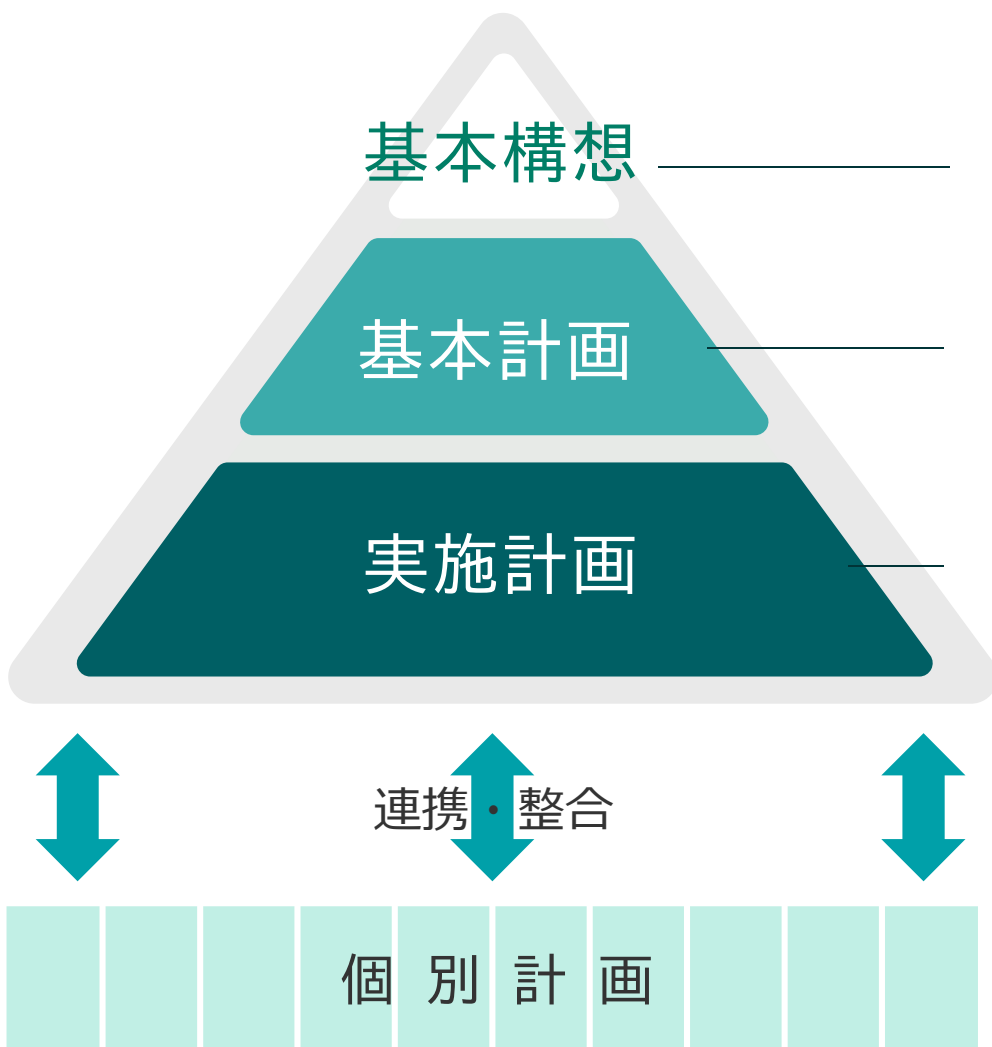 基本構想
基本計画
実施計画
連携・整合
個別計画